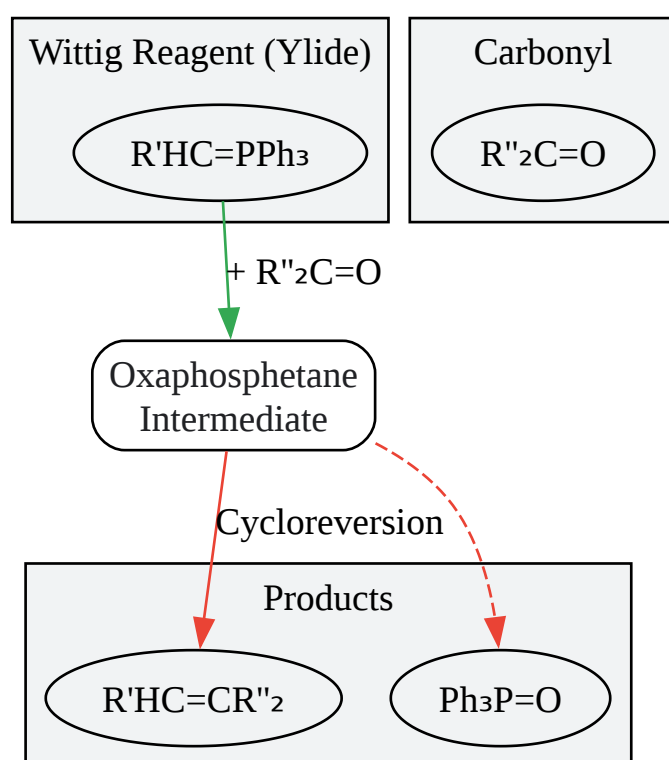 Wittig Reagent (Ylide)
Carbonyl
R'HC=PPh₃
R"₂C=O
+ R"₂C=O
Oxaphosphetane
Intermediate
Cycloreversion
Products
R'HC=CR"₂
Ph₃P=O